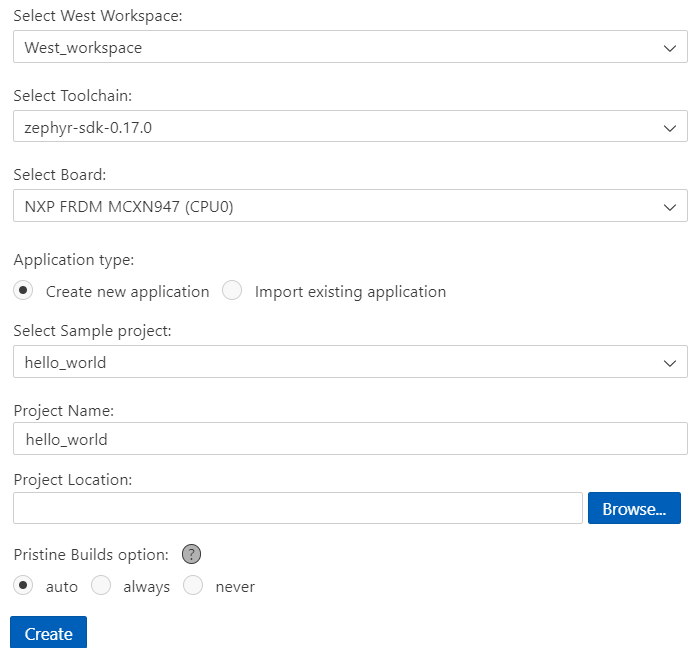 Select West Workspace:
West_workspace
Select Toolchain:
zephyr-sdk-0.17.0
Select Board:
NXP FRDM MCXN947 (CPU0)
Application type:
Create new application Import existing application
Select Sample project:
hello_world
Project Name:
hello_world
Project Location:
Browse...
Pristine Builds option: ?
auto always never
Create